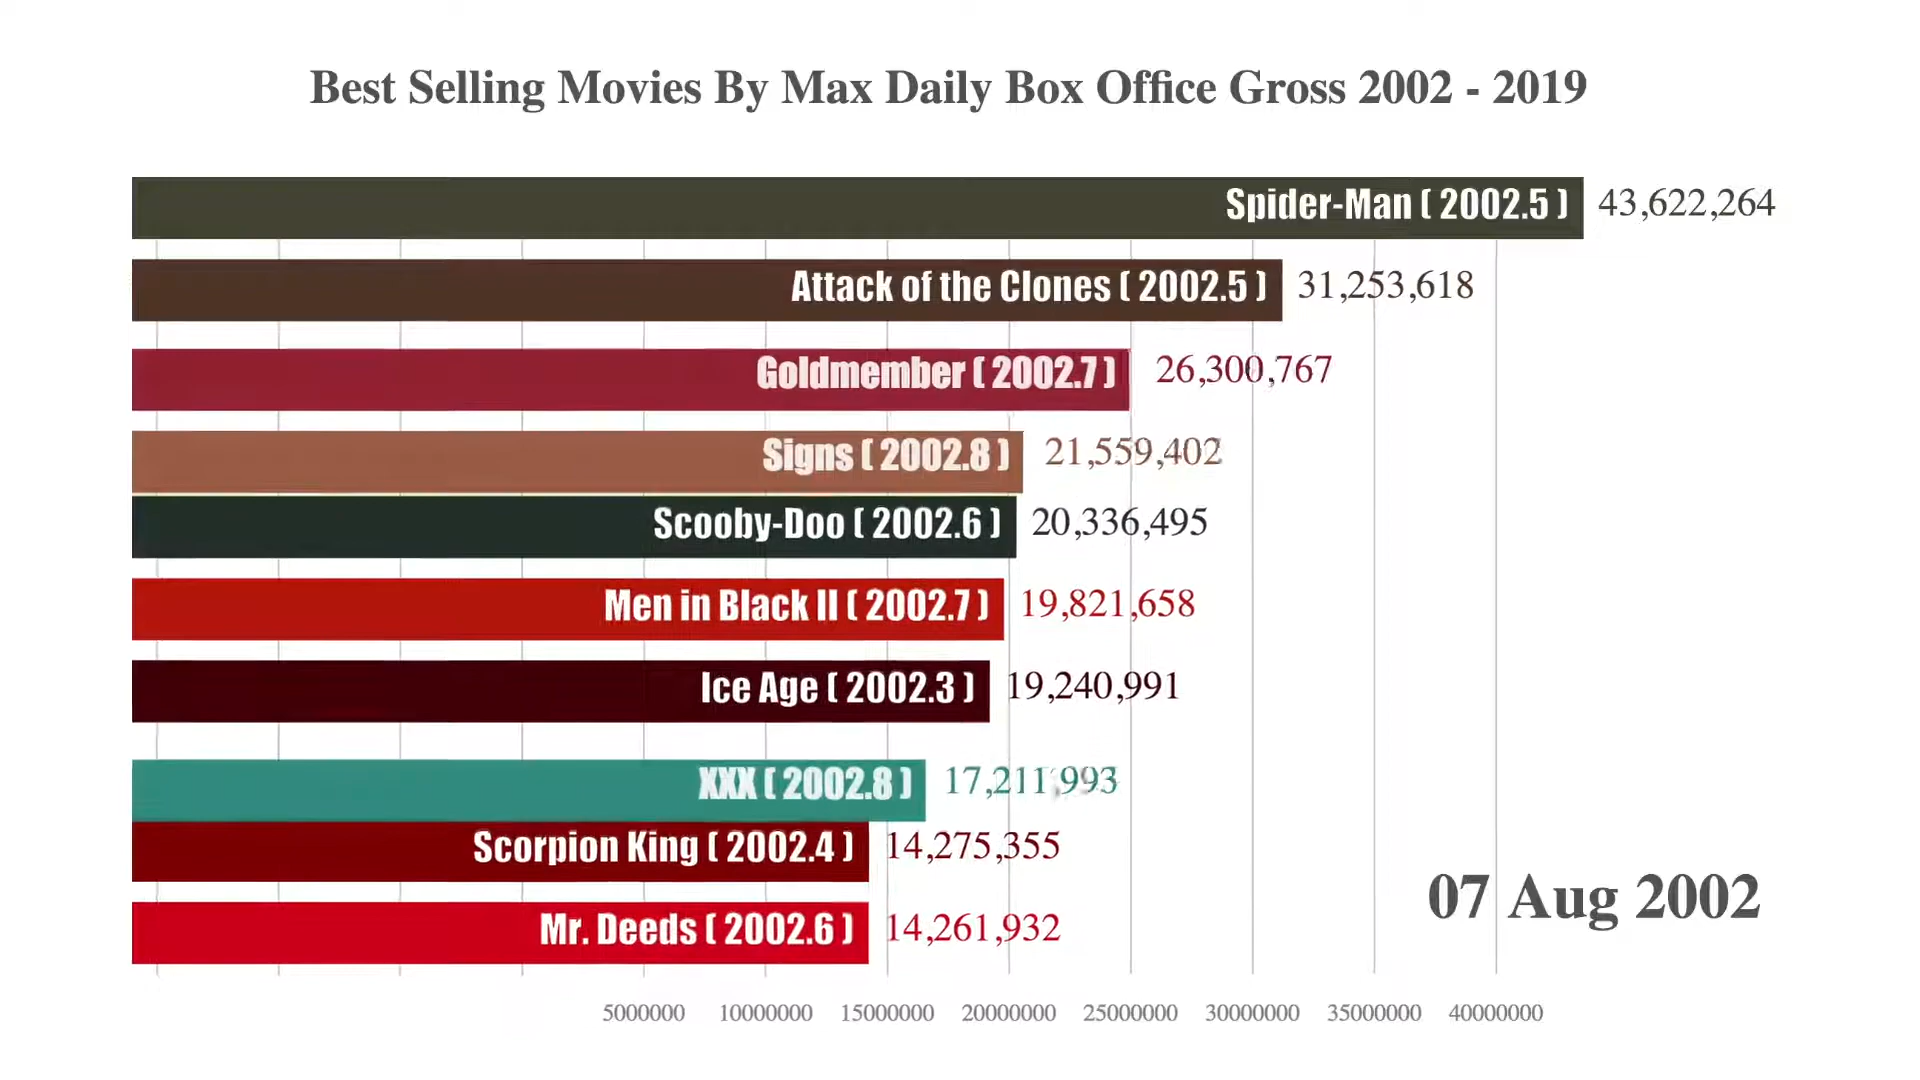 Best Selling Movies By Max Daily Box Office Gross 2002 - 2019
Spider-Man ( 2002.5 ) 43,622,264
Attack of the Clones ( 2002.5 ) 31,253,618
Goldmember ( 2002.7 ) 26,300,767
Signs ( 2002.8 ) 21,559,402
Scooby-Doo ( 2002.6 ) 20,336,495
Men in Black II ( 2002.7 ) 19,821,658
Ice Age ( 2002.3 ) 19,240,991
XXX ( 2002.8 ) 17,211,993
Scorpion King ( 2002.4 ) 14,275,355
Mr. Deeds ( 2002.6 ) 14,261,932
07 Aug 2002
5000000 10000000 15000000 20000000 25000000 30000000 35000000 40000000